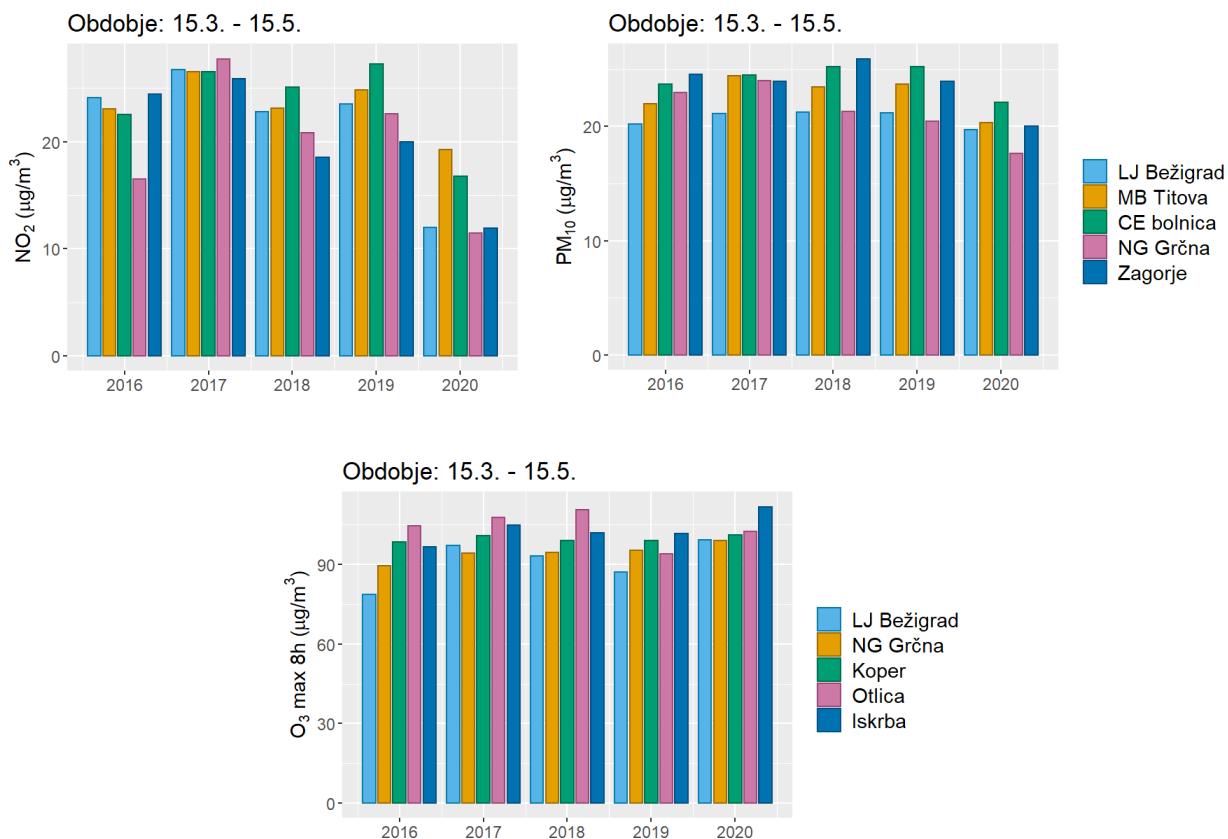 Obdobje: 15.3. - 15.5.
NO₂ (µg/m³)
20
10
0
2016 2017 2018 2019 2020
Obdobje: 15.3. - 15.5.
PM₁₀ (µg/m³)
20
10
0
2016 2017 2018 2019 2020
LJ Bežigrad
MB Titova
CE bolnica
NG Grčna
Zagorje
Obdobje: 15.3. - 15.5.
O₃ max 8h (µg/m³)
90
60
30
0
2016 2017 2018 2019 2020
LJ Bežigrad
NG Grčna
Koper
Otlica
Iskrba